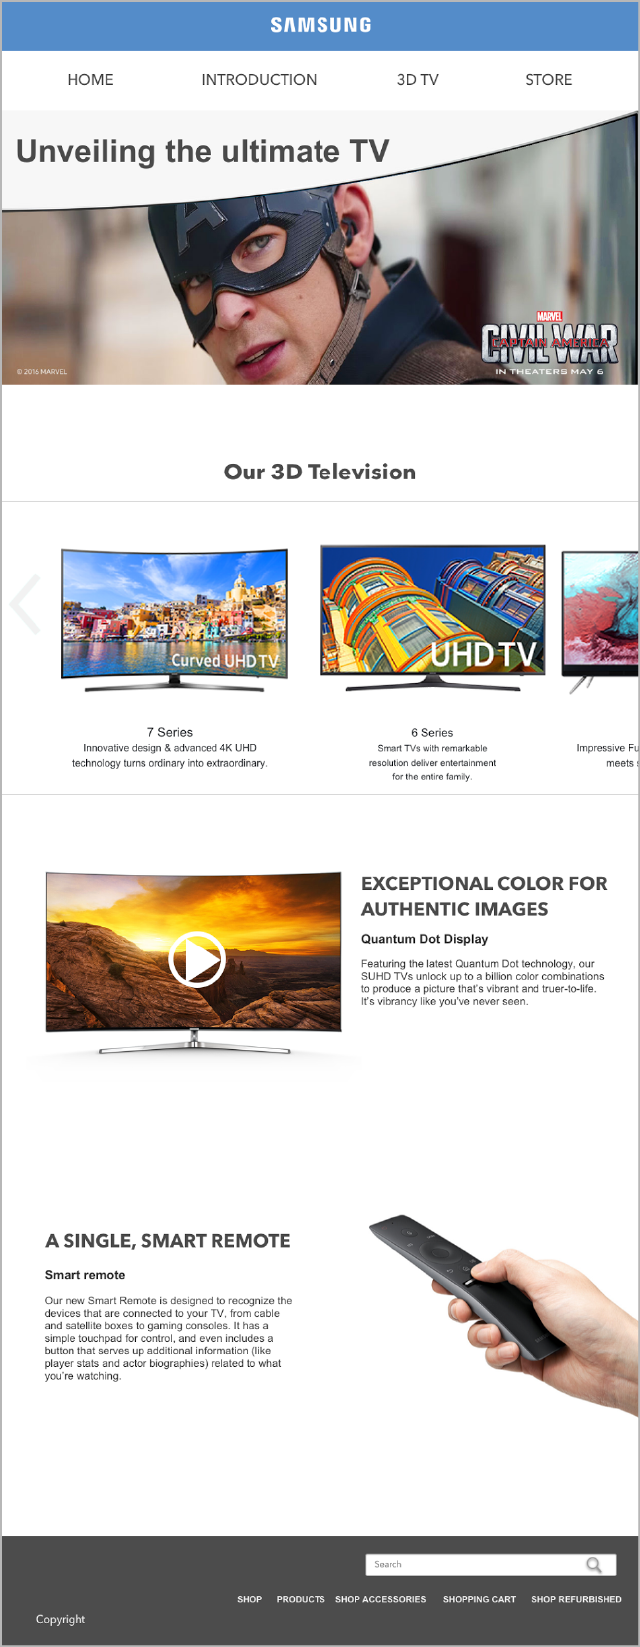 SAMSUNG
HOME INTRODUCTION 3D TV STORE
Unveiling the ultimate TV
MARVEL
CIVIL WAR
CAPTAIN AMERICA
IN THEATERS MAY 6
© 2016 MARVEL
Our 3D Television
Curved UHD TV
UHD TV
7 Series
Innovative design & advanced 4K UHD
technology turns ordinary into extraordinary.
6 Series
Smart TVs with remarkable
resolution deliver entertainment
for the entire family.
Impressive Fu
meets
EXCEPTIONAL COLOR FOR
AUTHENTIC IMAGES
Quantum Dot Display
Featuring the latest Quantum Dot technology, our
SUHD TVs unlock up to a billion color combinations
to produce a picture that's vibrant and truer-to-life.
It's vibrancy like you've never seen.
A SINGLE, SMART REMOTE
Smart remote
Our new Smart Remote is designed to recognize the
devices that are connected to your TV, from cable
and satellite boxes to gaming consoles. It has a
simple touchpad for control, and even includes a
button that serves up additional information (like
player stats and actor biographies) related to what
you're watching.
Search
SHOP PRODUCTS SHOP ACCESSORIES SHOPPING CART SHOP REFURBISHED
Copyright